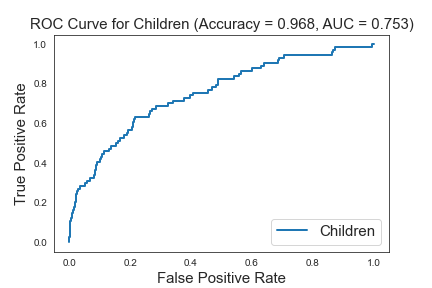 ROC Curve for Children (Accuracy = 0.968, AUC = 0.753)
True Positive Rate
1.0
0.8
0.6
0.4
0.2
0.0
Children
0.0 0.2 0.4 0.6 0.8 1.0
False Positive Rate